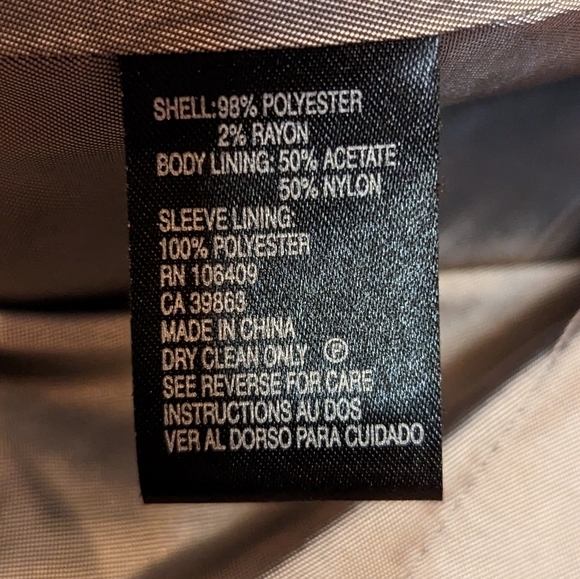 SHELL: 98% POLYESTER
2% RAYON
BODY LINING: 50% ACETATE
50% NYLON
SLEEVE LINING:
100% POLYESTER
RN 106409
CA 39863
MADE IN CHINA
DRY CLEAN ONLY Ⓟ
SEE REVERSE FOR CARE
INSTRUCTIONS AU DOS
VER AL DORSO PARA CUIDADO